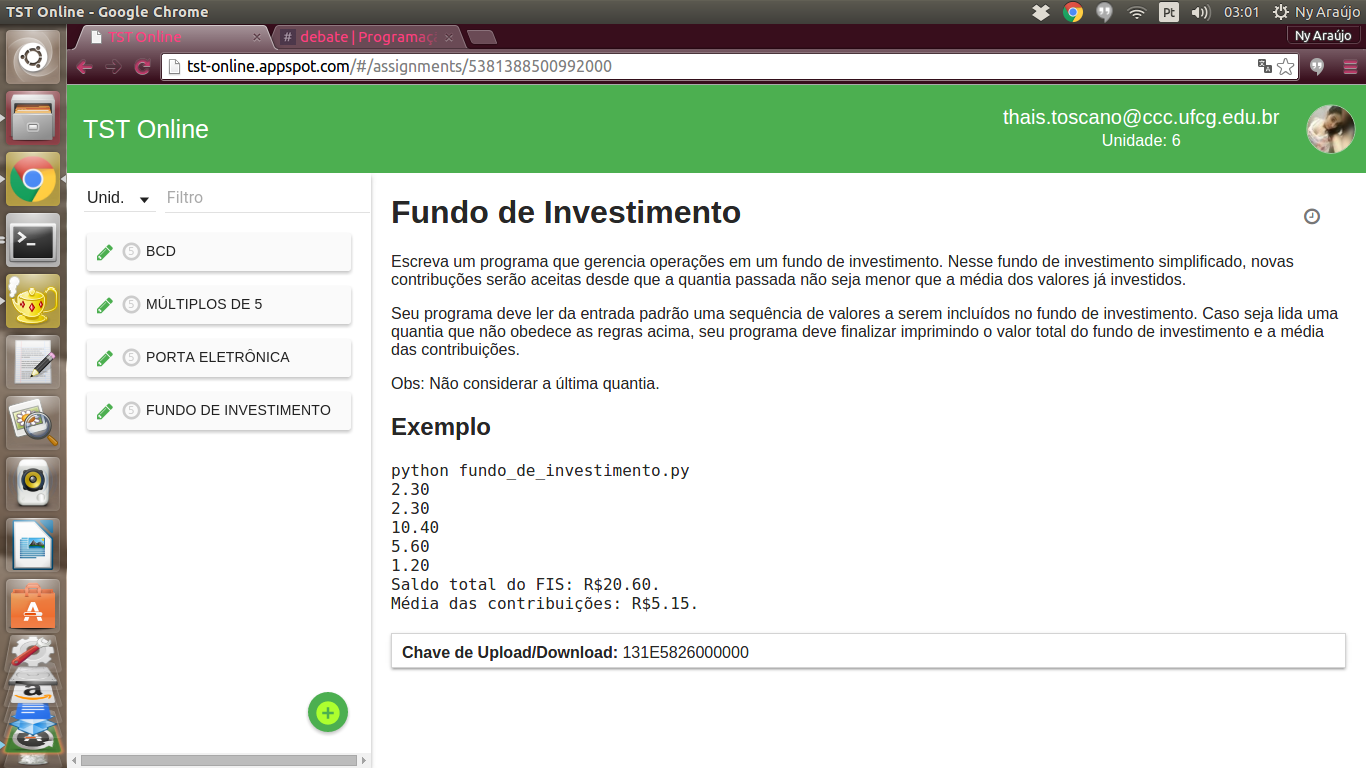 TST Online - Google Chrome
Pt
03:01
Ny Araújo
TST Online
# debate | Programaç
Ny Araújo
tst-online.appspot.com/#/assignments/5381388500992000
TST Online
thais.toscano@ccc.ufcg.edu.br
Unidade: 6
Unid.
Filtro
5 BCD
5 MÚLTIPLOS DE 5
5 PORTA ELETRÔNICA
5 FUNDO DE INVESTIMENTO
Fundo de Investimento
Escreva um programa que gerencia operações em um fundo de investimento. Nesse fundo de investimento simplificado, novas
contribuções serão aceitas desde que a quantia passada não seja menor que a média dos valores já investidos.
Seu programa deve ler da entrada padrão uma sequência de valores a serem incluídos no fundo de investimento. Caso seja lida uma
quantia que não obedece as regras acima, seu programa deve finalizar imprimindo o valor total do fundo de investimento e a média
das contribuições.
Obs: Não considerar a última quantia.
Exemplo
python fundo_de_investimento.py
2.30
2.30
10.40
5.60
1.20
Saldo total do FIS: R$20.60.
Média das contribuições: R$5.15.
Chave de Upload/Download: 131E5826000000